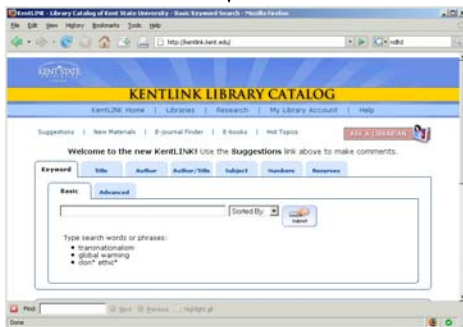 KentLINK - Library Catalog of Kent State University - Basic Keyword Search - Mozilla Firefox
File Edit View History Bookmarks Tools Help
http://kentlink.kent.edu/
KENT STATE
KENTLINK LIBRARY CATALOG
KentLINK Home | Libraries | Research | My Library Account | Help
Suggestions | New Materials | E-journal Finder | E-books | Hot Topics
ASK A LIBRARIAN
Welcome to the new KentLINK! Use the Suggestions link above to make comments.
Keyword Title Author Author/Title Subject Numbers Reserves
Basic Advanced
Sorted By:
Submit
Type search words or phrases:
• transnationalism
• global warming
• don* ethic*
Find: Next Previous Highlight all
Done